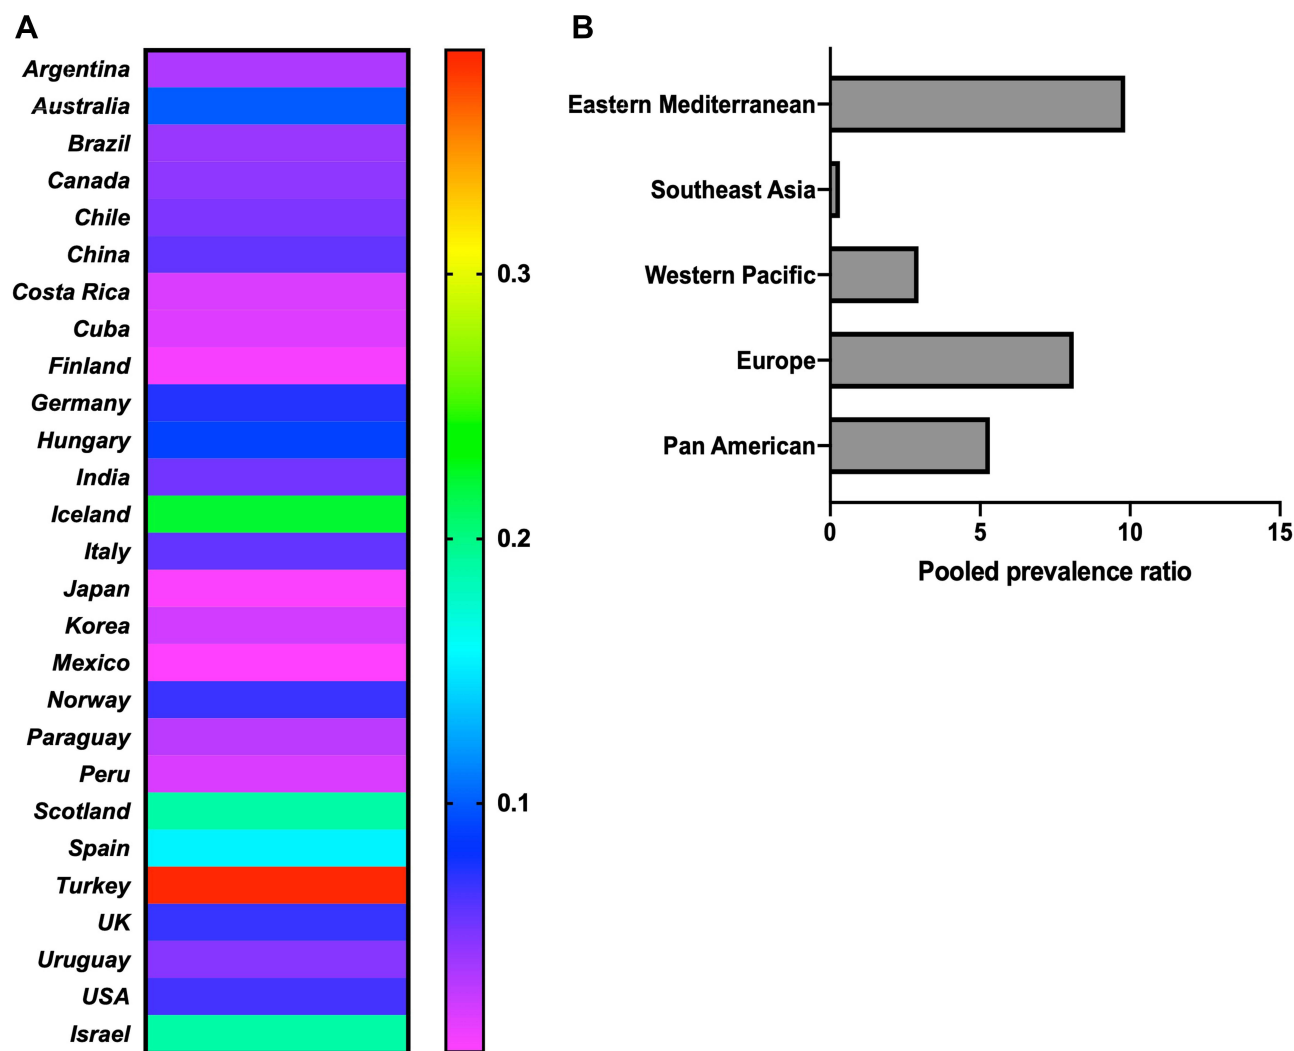 A
Argentina
Australia
Brazil
Canada
Chile
China
Costa Rica
Cuba
Finland
Germany
Hungary
India
Iceland
Italy
Japan
Korea
Mexico
Norway
Paraguay
Peru
Scotland
Spain
Turkey
UK
Uruguay
USA
Israel
0.3
0.2
0.1
B
Eastern Mediterranean
Southeast Asia
Western Pacific
Europe
Pan American
0 5 10 15
Pooled prevalence ratio